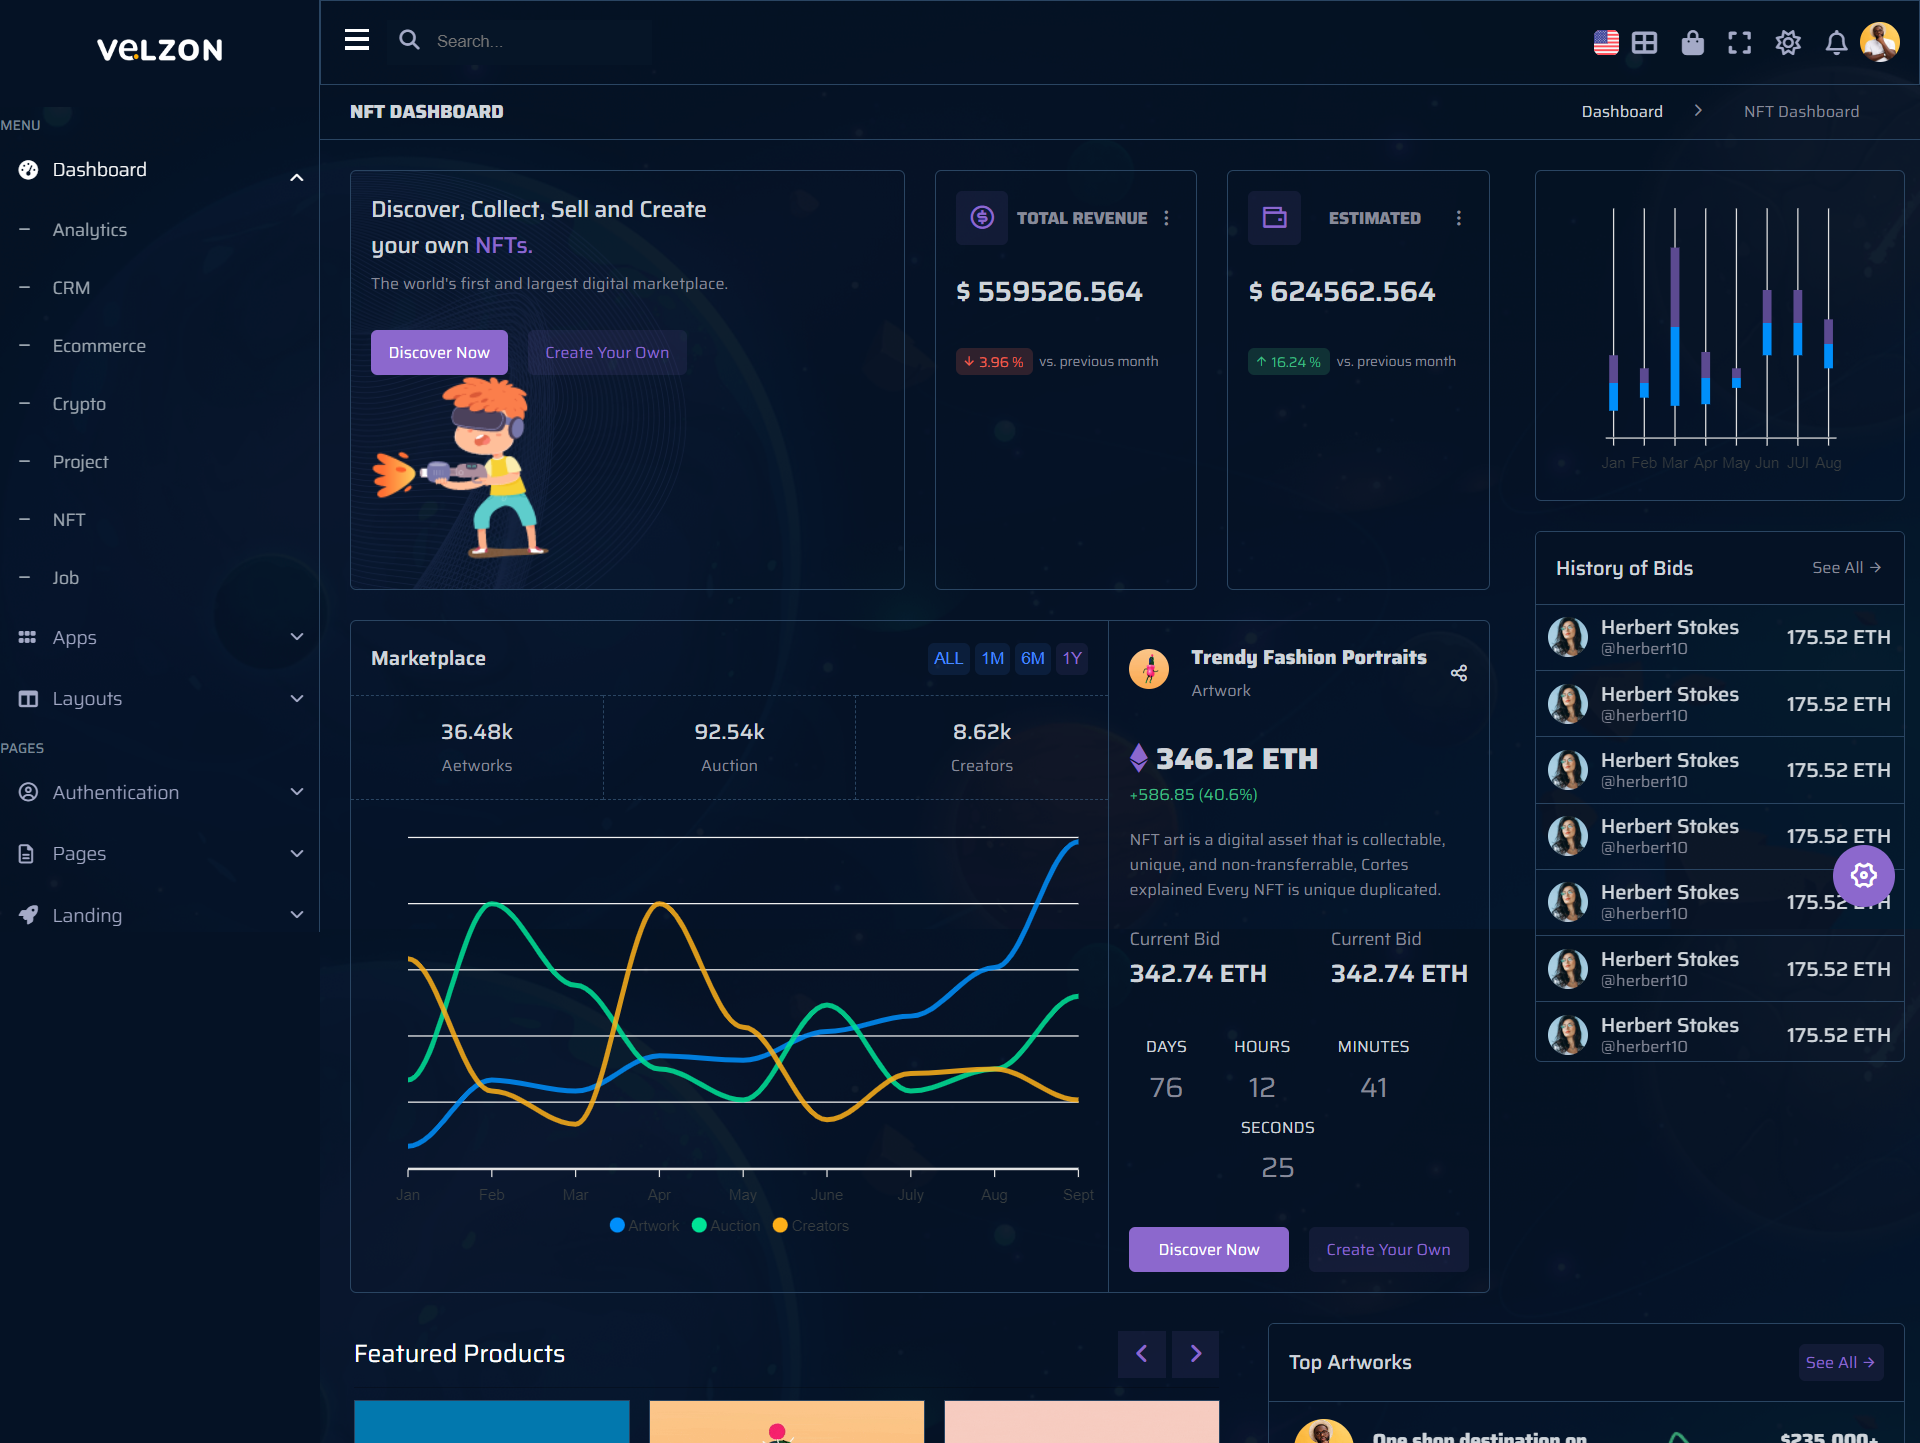 VELZON
Search...
NFT DASHBOARD
Dashboard
NFT Dashboard
MENU
Dashboard
Analytics
CRM
Ecommerce
Crypto
Project
NFT
Job
Apps
Layouts
PAGES
Authentication
Pages
Landing
Discover, Collect, Sell and Create
your own NFTs.
The world's first and largest digital marketplace.
Discover Now
Create Your Own
TOTAL REVENUE
$ 559526.564
3.96 %
vs. previous month
ESTIMATED
$ 624562.564
16.24 %
vs. previous month
Jan Feb Mar Apr May Jun JUl Aug
History of Bids
See All
Herbert Stokes
@herbert10
175.52 ETH
Herbert Stokes
@herbert10
175.52 ETH
Herbert Stokes
@herbert10
175.52 ETH
Herbert Stokes
@herbert10
175.52 ETH
Herbert Stokes
@herbert10
175.52 ETH
Herbert Stokes
@herbert10
175.52 ETH
Herbert Stokes
@herbert10
175.52 ETH
Marketplace
ALL 1M 6M 1Y
36.48k
Aetworks
92.54k
Auction
8.62k
Creators
Jan Feb Mar Apr May June July Aug Sept
Artwork Auction Creators
Trendy Fashion Portraits
Artwork
346.12 ETH
+586.85 (40.6%)
NFT art is a digital asset that is collectable,
unique, and non-transferrable, Cortes
explained Every NFT is unique duplicated.
Current Bid
342.74 ETH
Current Bid
342.74 ETH
DAYS
76
HOURS
12
MINUTES
41
SECONDS
25
Discover Now
Create Your Own
Featured Products
Top Artworks
See All
One shop destination on
$235,000+